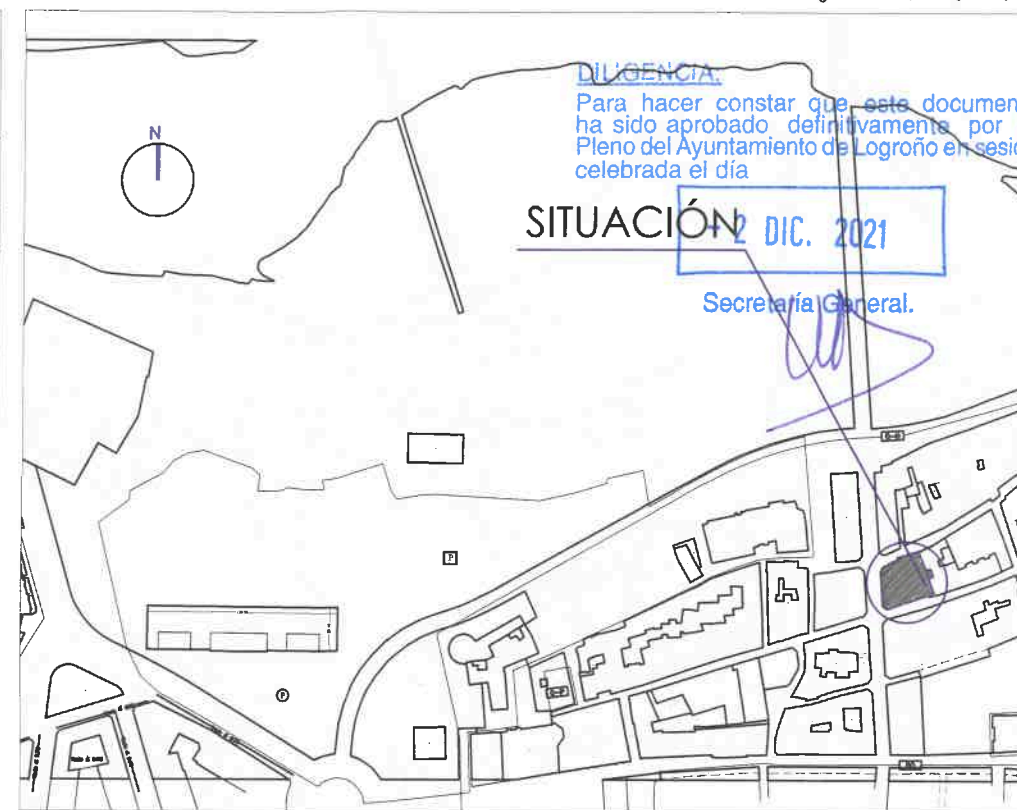 DILIGENCIA:
Para hacer constar que este documen
ha sido aprobado definitivamente por
Pleno del Ayuntamiento de Logroño en sesió
celebrada el día
N
SITUACIÓN
- 2 DIC. 2021
Secretaría General.
P
P